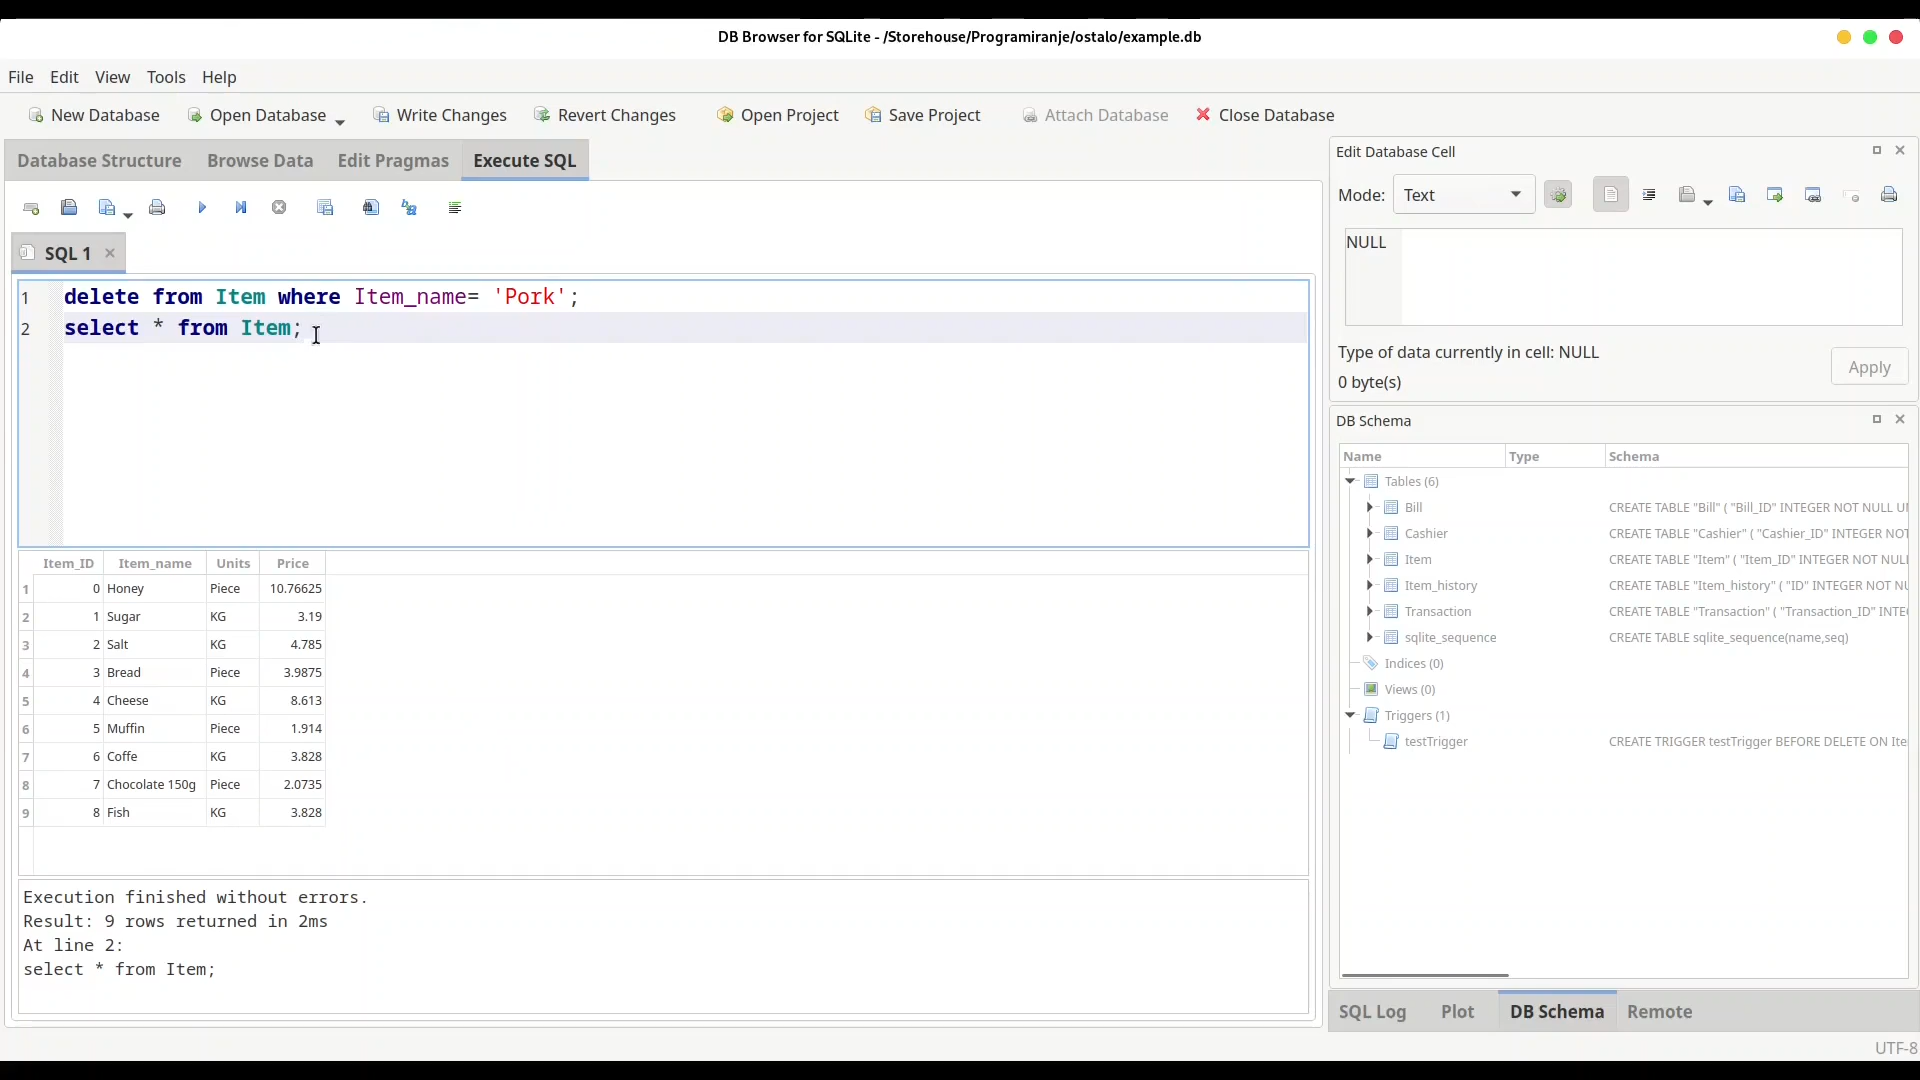 DB Browser for SQLite - /Storehouse/Programiranje/ostalo/example.db
File Edit View Tools Help
New Database Open Database Write Changes Revert Changes Open Project Save Project Attach Database Close Database
Database Structure Browse Data Edit Pragmas Execute SQL
SQL 1
1 delete from Item where Item_name= 'Pork';
2 select * from Item;
Item_ID Item_name Units Price
1 0 Honey Piece 10.76625
2 1 Sugar KG 3.19
3 2 Salt KG 4.785
4 3 Bread Piece 3.9875
5 4 Cheese KG 8.613
6 5 Muffin Piece 1.914
7 6 Coffe KG 3.828
8 7 Chocolate 150g Piece 2.0735
9 8 Fish KG 3.828
Execution finished without errors.
Result: 9 rows returned in 2ms
At line 2:
select * from Item;
Edit Database Cell
Mode: Text
NULL
Type of data currently in cell: NULL
0 byte(s)
Apply
DB Schema
Name Type Schema
Tables (6)
Bill CREATE TABLE "Bill" ( "Bill_ID" INTEGER NOT NULL
Cashier CREATE TABLE "Cashier" ( "Cashier_ID" INTEGER NOT
Item CREATE TABLE "Item" ( "Item_ID" INTEGER NOT NULL
Item_history CREATE TABLE "Item_history" ( "ID" INTEGER NOT
Transaction CREATE TABLE "Transaction" ( "Transaction_ID"
sqlite_sequence CREATE TABLE sqlite_sequence(name,seq)
Indices (0)
Views (0)
Triggers (1)
testTrigger CREATE TRIGGER testTrigger BEFORE DELETE ON Ite
SQL Log Plot DB Schema Remote
UTF-8